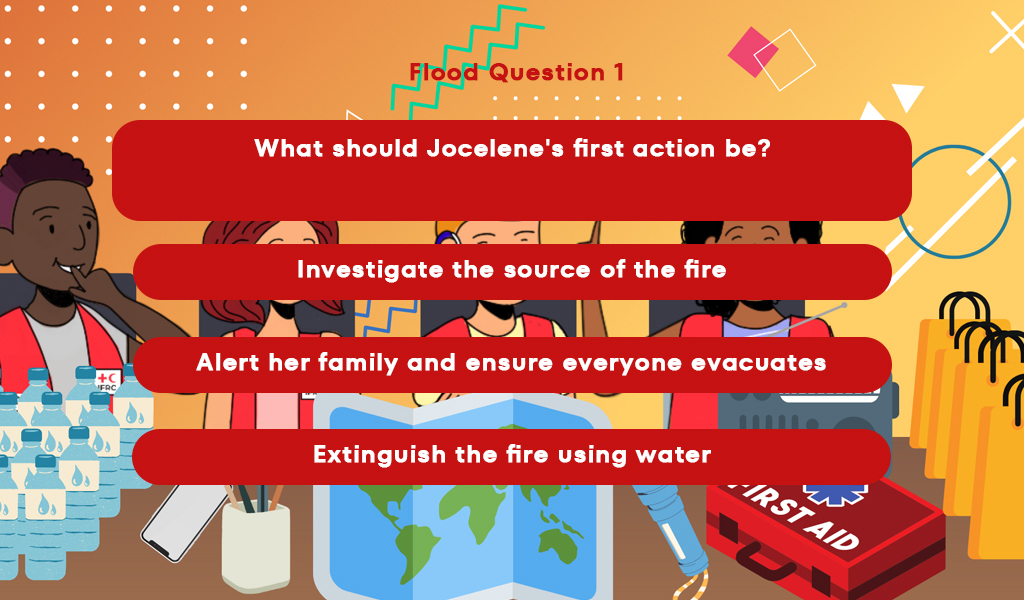 Flood Question 1
What should Jocelene's first action be?
Investigate the source of the fire
Alert her family and ensure everyone evacuates
IFRC
Extinguish the fire using water
FIRST AID